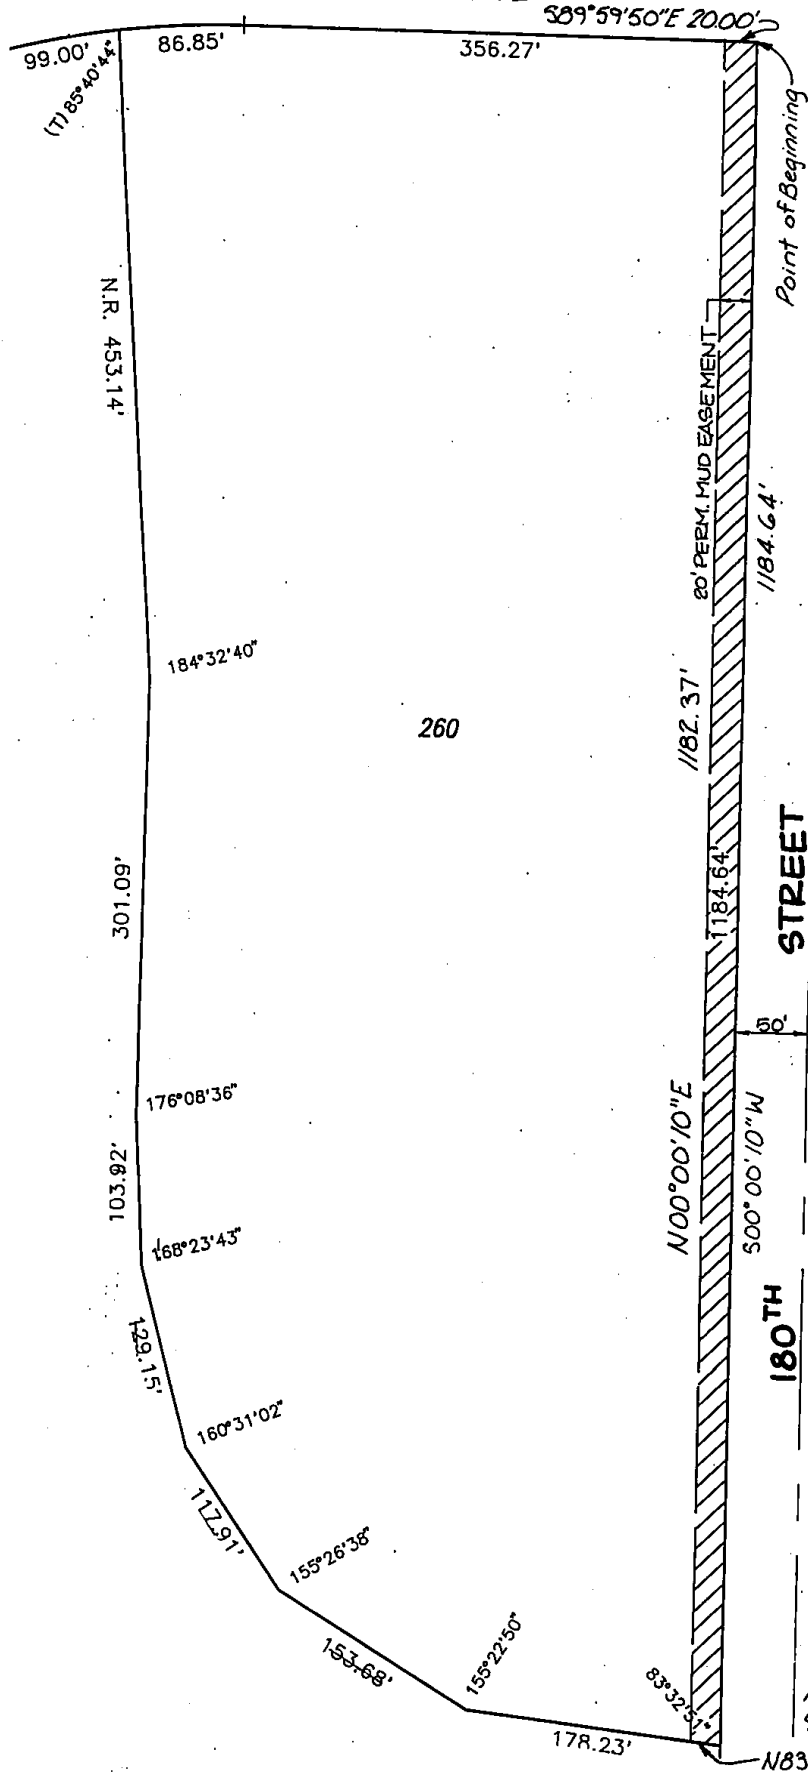 S89°59'50"E 20.00'
99.00'
86.85'
356.27'
(T) 85°40'44"
Point of Beginning
N.R. 453.14'
20' PERM. MUD EASEMENT
1184.64'
184°32'40"
260
1182.37'
301.09'
1184.64'
STREET
50'
176°08'36"
N00°00'10"E
S00°00'10"W
103.92'
168°23'43"
180TH
129.15'
160°31'02"
117.91'
155°26'38"
153.68'
155°22'50"
83°32'51"
178.23'
N83